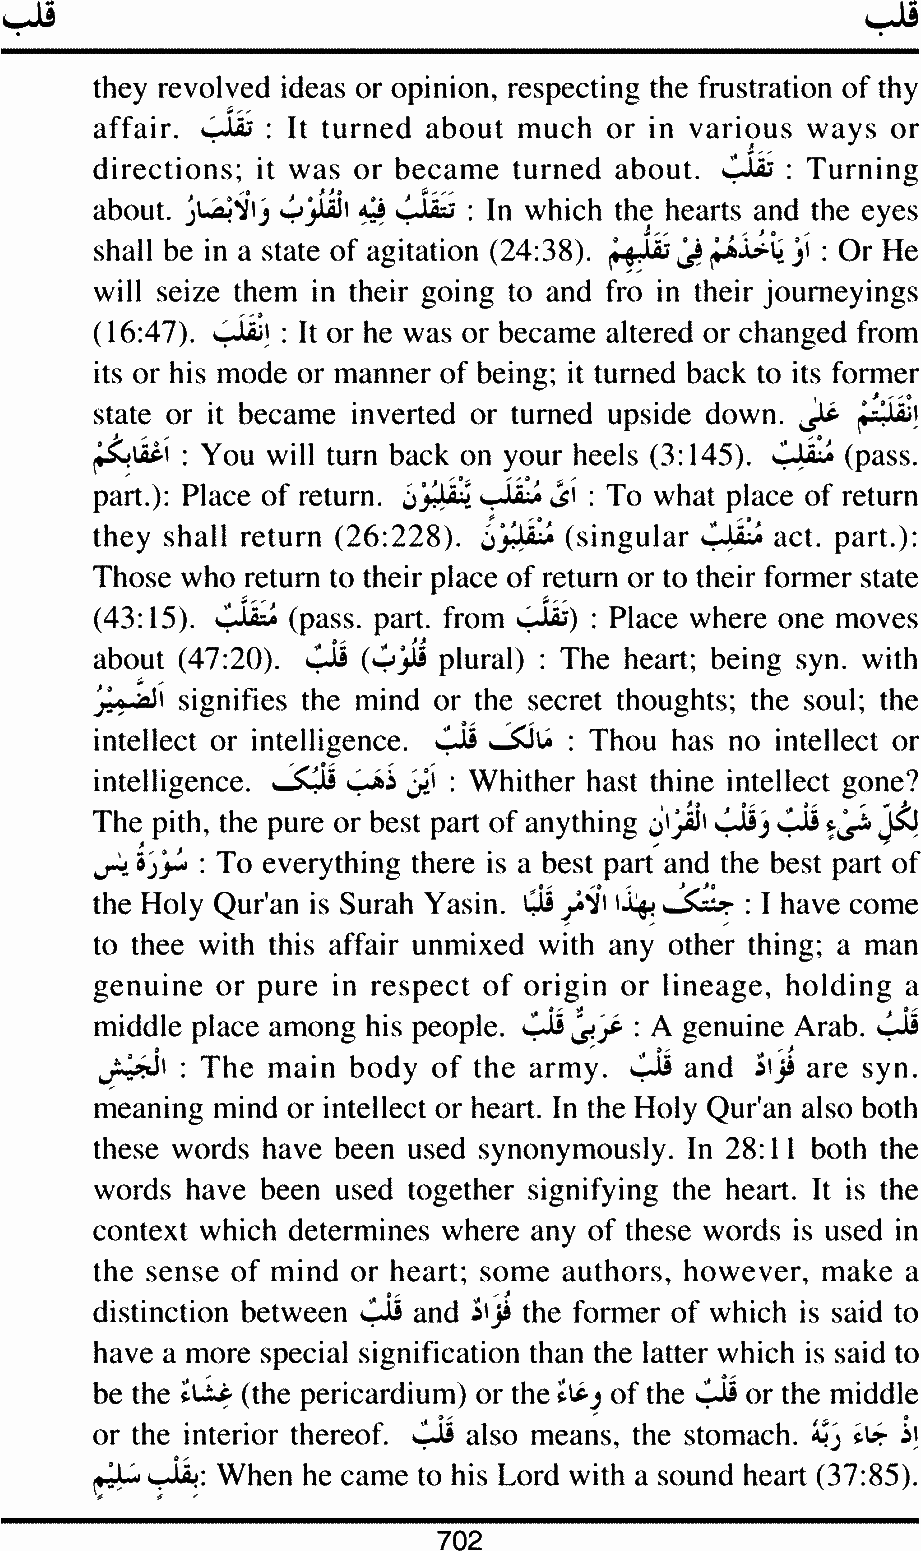 قلب قلب
they revolved ideas or opinion, respecting the frustration of thy
affair. تَقَلَّبَ : It turned about much or in various ways or
directions; it was or became turned about. تَقَلُّبٌ : Turning
about. تَتَقَلَّبُ فِیْهِ الْقُلُوْبُ وَالْاَبْصَارُ : In which the hearts and the eyes
shall be in a state of agitation (24:38). اَوْ یَاْخُذَهُمْ فِیْ تَقَلُّبِهِمْ : Or He
will seize them in their going to and fro in their journeyings
(16:47). اِنْقَلَبَ : It or he was or became altered or changed from
its or his mode or manner of being; it turned back to its former
state or it became inverted or turned upside down. اِنْقَلَبْتُمْ عَلٰی
اَعْقَابِکُمْ : You will turn back on your heels (3:145). مُنْقَلَبٌ (pass.
part.): Place of return. اَیَّ مُنْقَلَبٍ یَّنْقَلِبُوْنَ : To what place of return
they shall return (26:228). مُنْقَلِبُوْنَ (singular مُنْقَلِبٌ act. part.):
Those who return to their place of return or to their former state
(43:15). مُتَقَلَّبٌ (pass. part. from تَقَلَّبَ) : Place where one moves
about (47:20). قَلْبٌ (قُلُوْبٌ plural) : The heart; being syn. with
اَلضَّمِیْرُ signifies the mind or the secret thoughts; the soul; the
intellect or intelligence. مَالَکَ قَلْبٌ : Thou has no intellect or
intelligence. اَیْنَ ذَهَبَ قَلْبُکَ : Whither hast thine intellect gone?
The pith, the pure or best part of anything لِکُلِّ شَیْءٍ قَلْبٌ وَقَلْبُ الْقُرْاٰنِ
سُوْرَةُ یٰسٓ : To everything there is a best part and the best part of
the Holy Qur'an is Surah Yasin. جِئْتُکَ بِهٰذَا الْاَمْرِ قَلْبًا : I have come
to thee with this affair unmixed with any other thing; a man
genuine or pure in respect of origin or lineage, holding a
middle place among his people. عَرَبِیٌّ قَلْبٌ : A genuine Arab. قَلْبُ
الْجَیْشِ : The main body of the army. قَلْبٌ and فُؤَادٌ are syn.
meaning mind or intellect or heart. In the Holy Qur'an also both
these words have been used synonymously. In 28:11 both the
words have been used together signifying the heart. It is the
context which determines where any of these words is used in
the sense of mind or heart; some authors, however, make a
distinction between قَلْبٌ and فُؤَادٌ the former of which is said to
have a more special signification than the latter which is said to
be the غِشَاءٌ (the pericardium) or the وِعَاءٌ of the قَلْبٌ or the middle
or the interior thereof. قَلْبٌ also means, the stomach. اِذْ جَاءَ رَبَّهٗ
بِقَلْبٍ سَلِیْمٍ: When he came to his Lord with a sound heart (37:85).
702